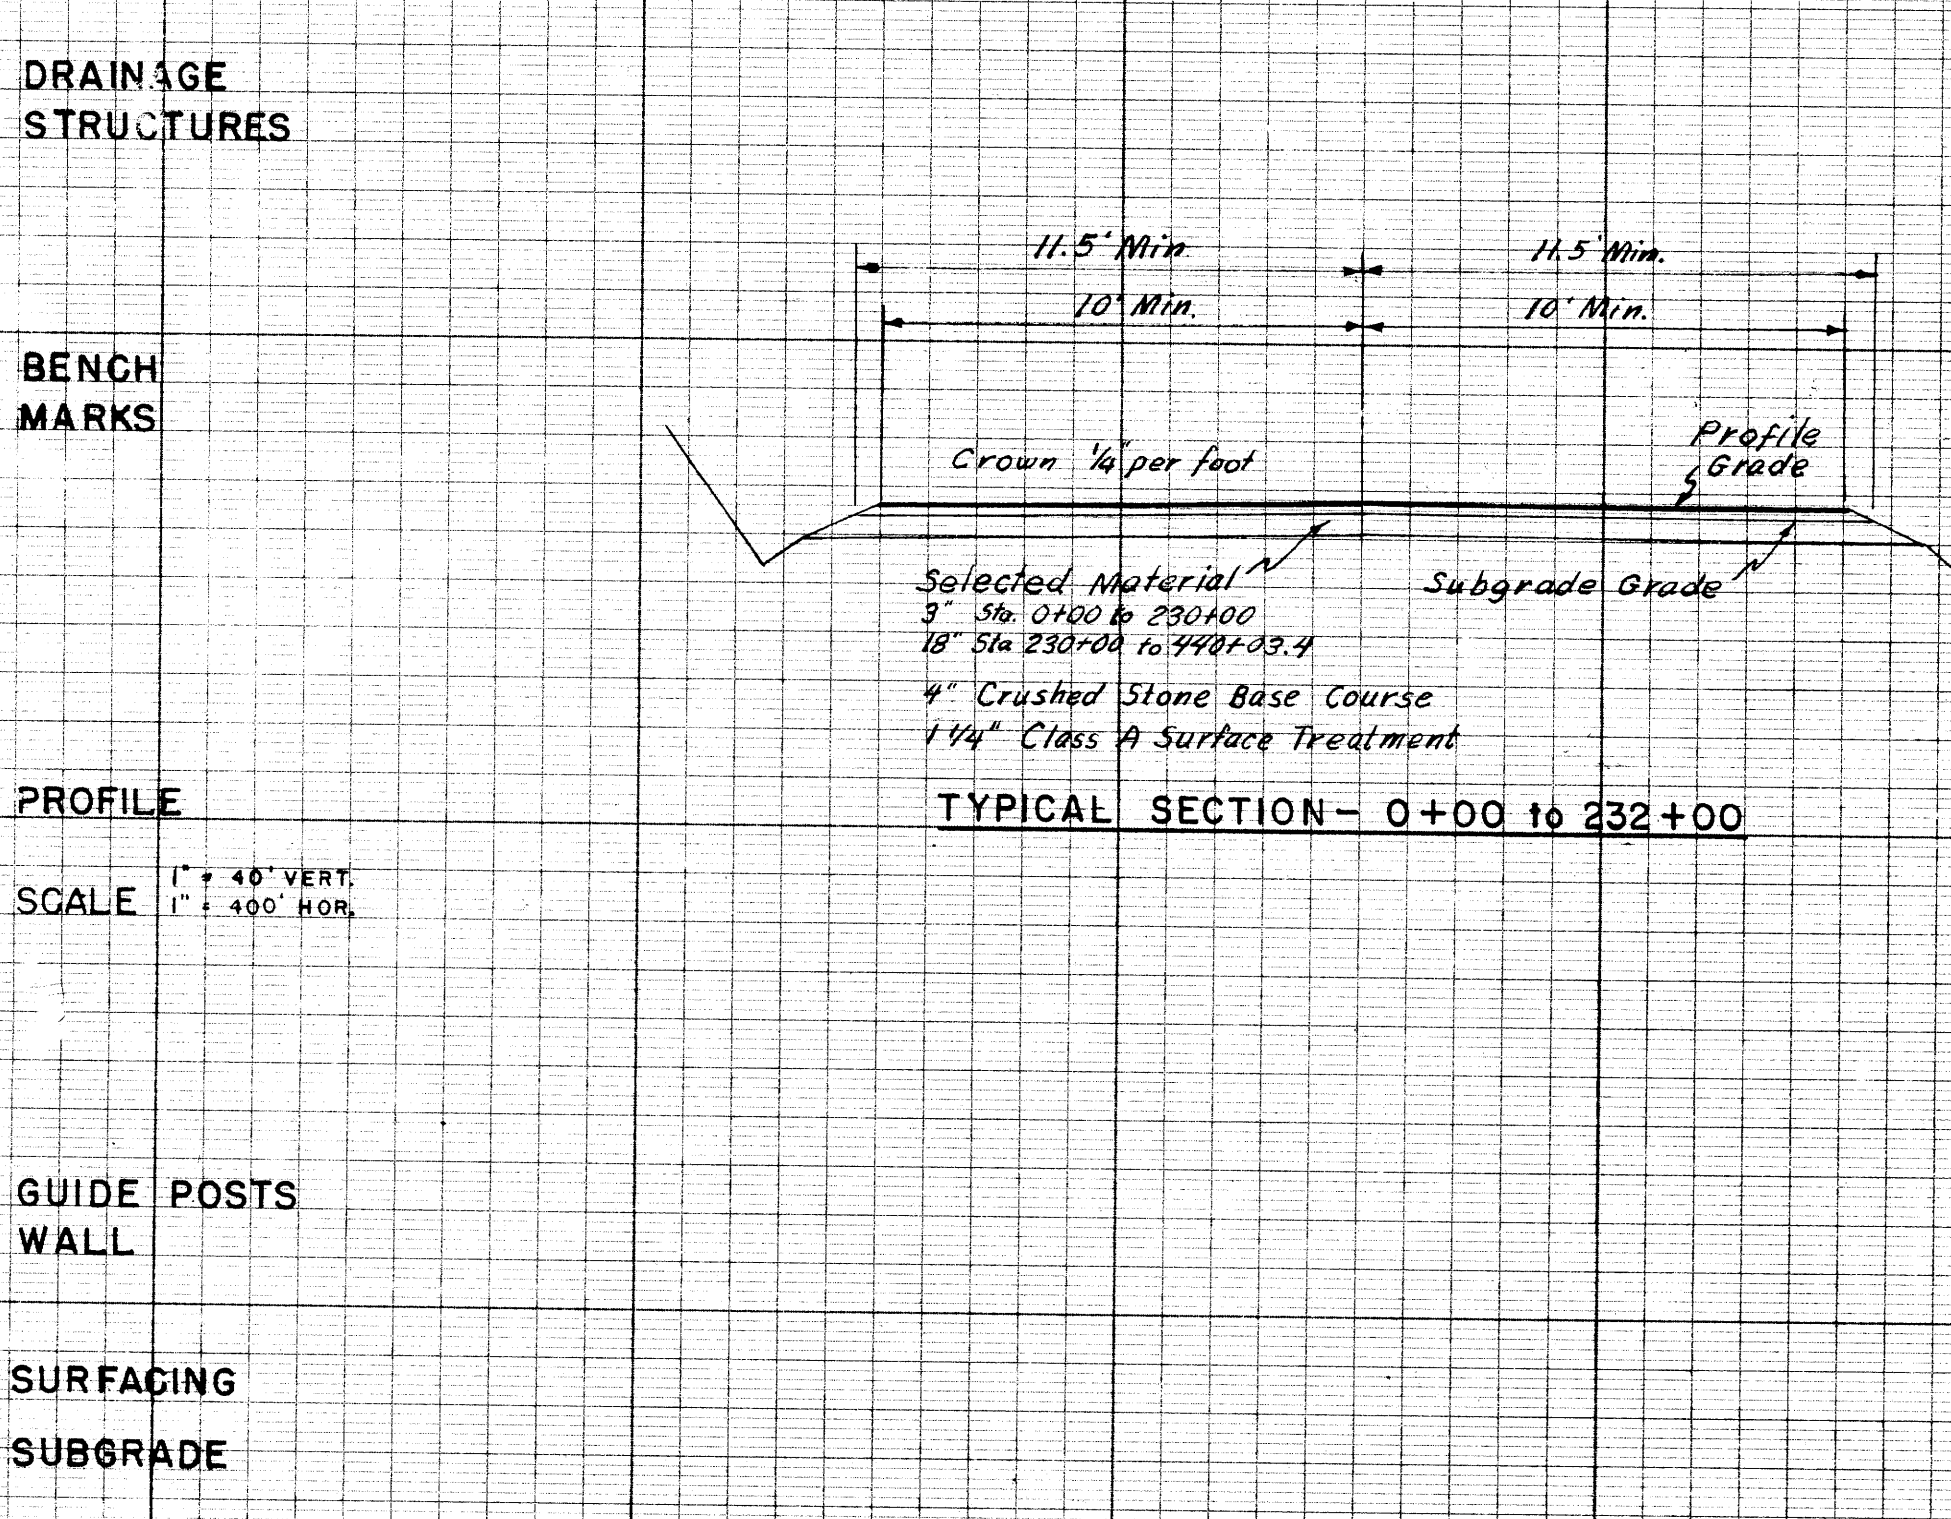 DRAINAGE
STRUCTURES
11.5' Min
11.5' Min.
10' Min.
10' Min.
BENCH
MARKS
Crown 1/4" per foot
Profile
Grade
Selected Material
3" Sta. 0+00 to 230+00
18" Sta 230+00 to 440+03.4
Subgrade Grade
4" Crushed Stone Base Course
1 1/4" Class A Surface Treatment
TYPICAL SECTION - 0+00 to 232+00
PROFILE
SCALE
1" = 40' VERT.
1" = 400' HOR.
GUIDE POSTS
WALL
SURFACING
SUBGRADE